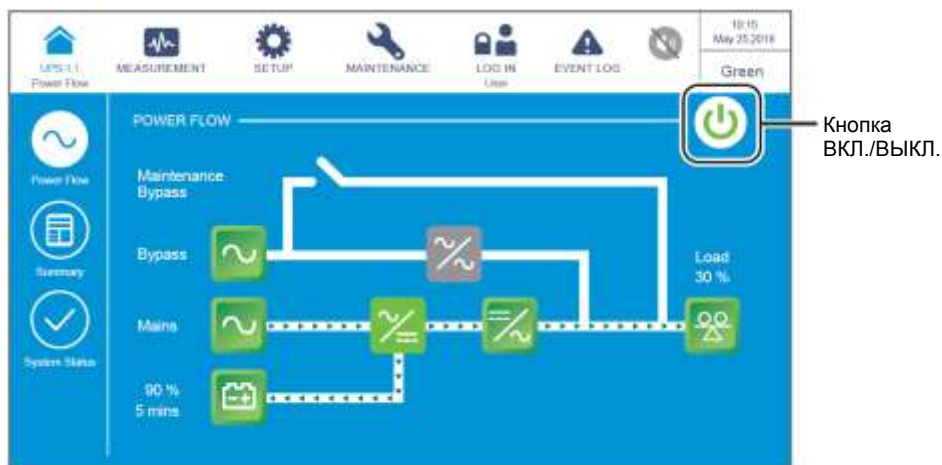 10:15
May 25,2018
UPS-1.1
Power Flow
MEASUREMENT
SETUP
MAINTENANCE
LOG IN
User
EVENT LOG
Green
POWER FLOW
Кнопка
ВКЛ./ВЫКЛ.
Power Flow
Maintenance
Bypass
Bypass
Load
30 %
Summary
Mains
System Status
90 %
5 mins